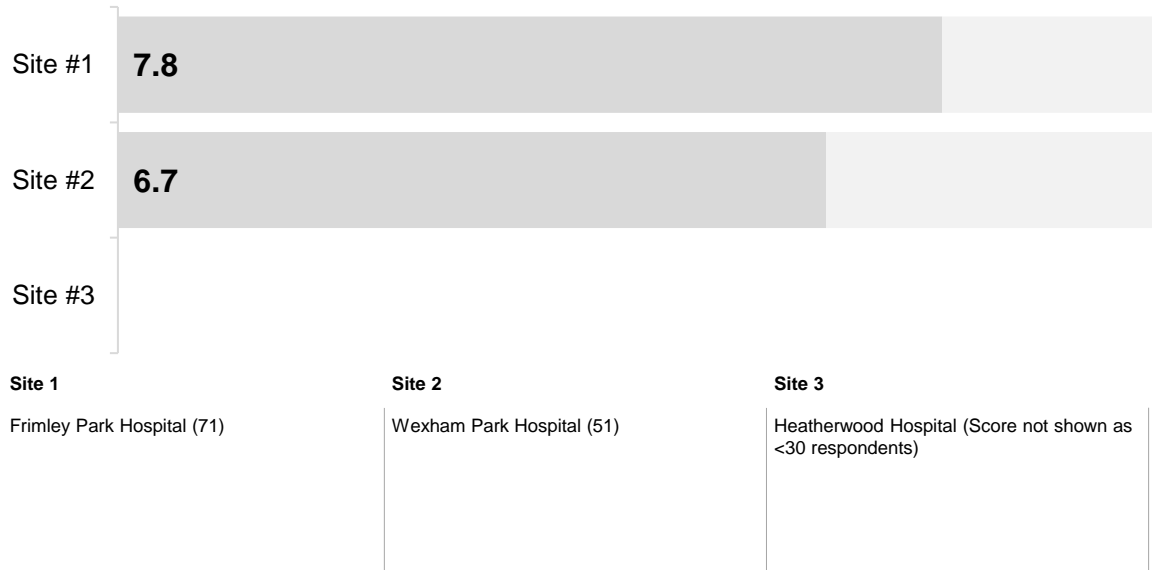 Site #1
7.8
Site #2
6.7
Site #3
Site 1
Site 2
Site 3
Frimley Park Hospital (71)
Wexham Park Hospital (51)
Heatherwood Hospital (Score not shown as
<30 respondents)